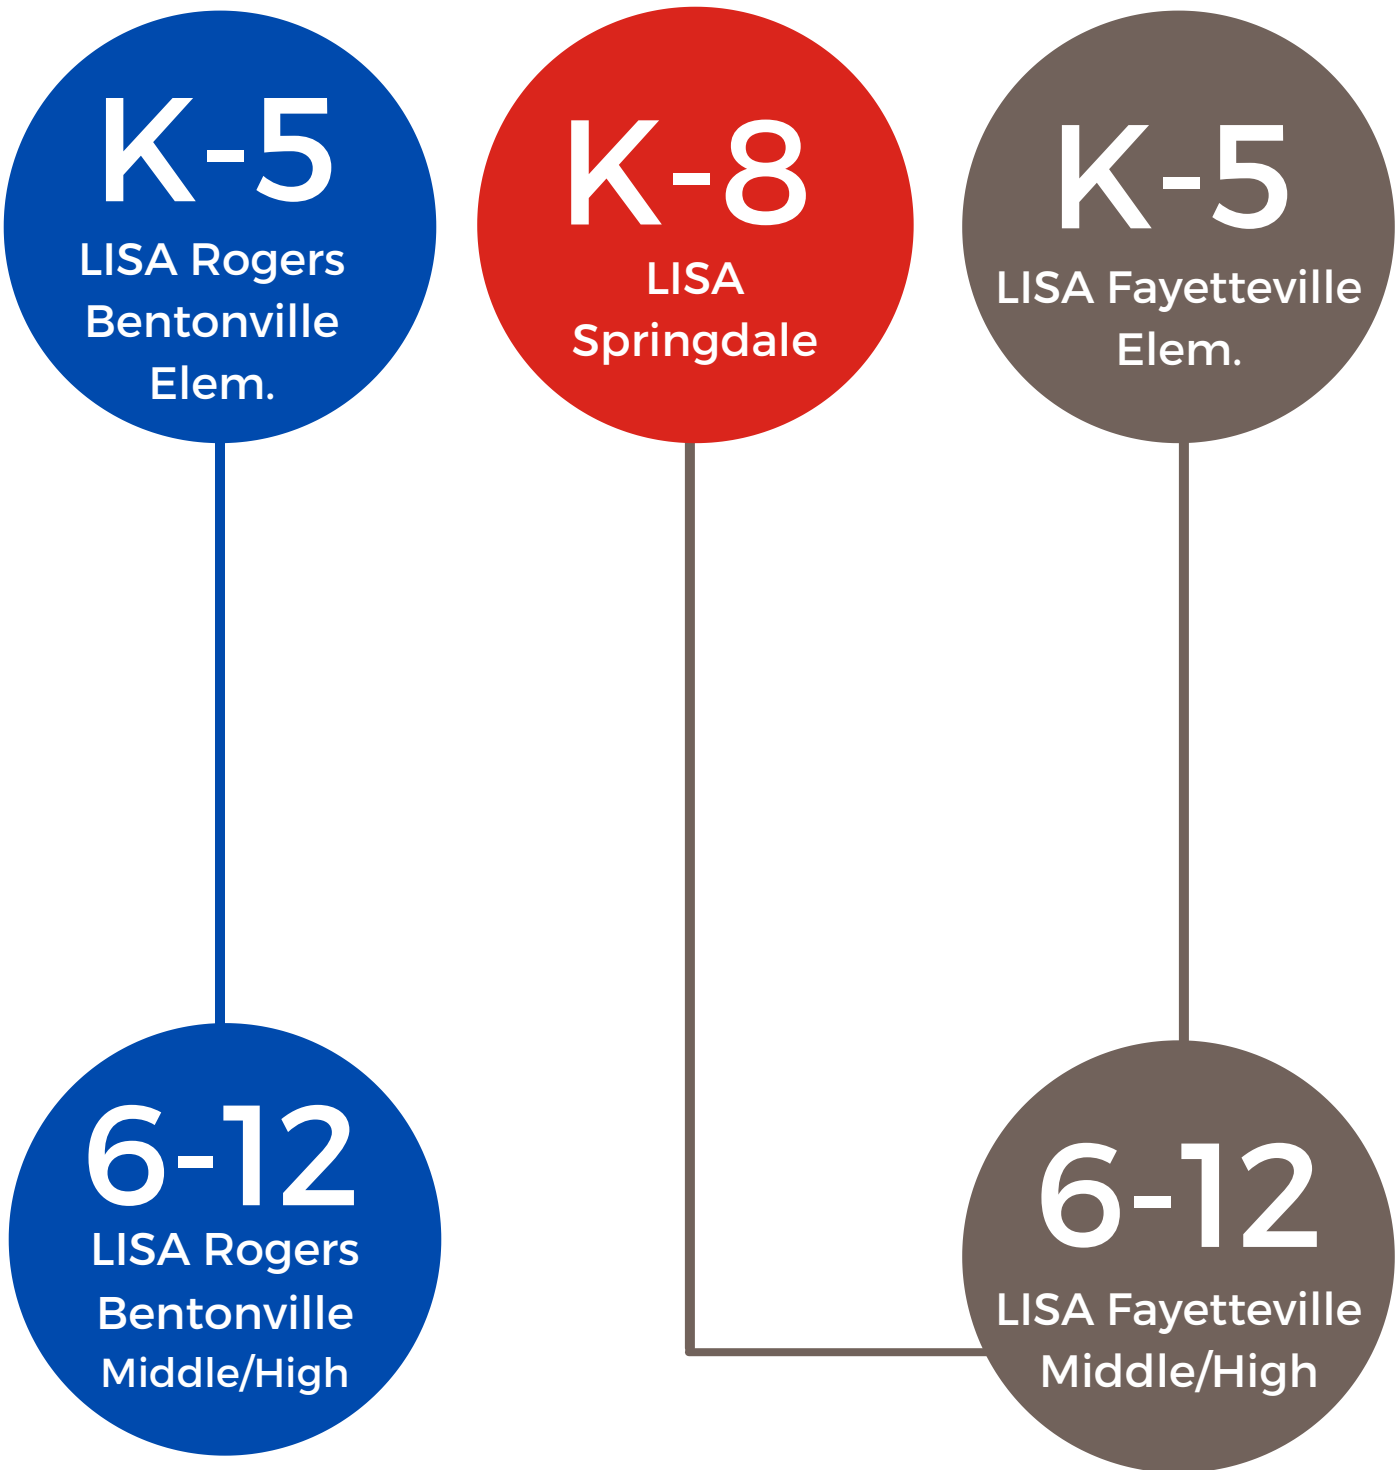 K-5
LISA Rogers
Bentonville
Elem.
K-8
LISA
Springdale
K-5
LISA Fayetteville
Elem.
6-12
LISA Rogers
Bentonville
Middle/High
6-12
LISA Fayetteville
Middle/High